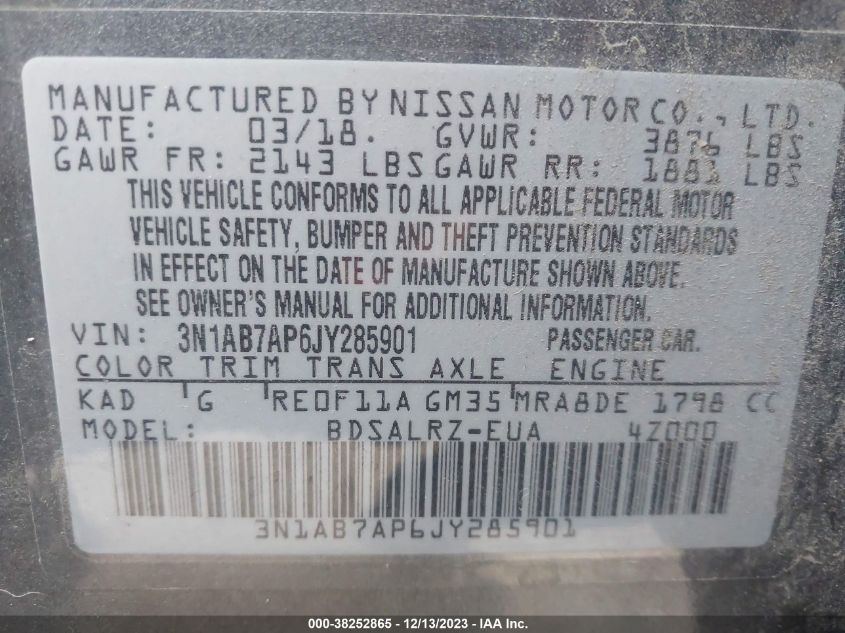 MANUFACTURED BY NISSAN MOTOR CO., LTD.
DATE: 03/18. GVWR: 3876 LBS
GAWR FR: 2143 LBS GAWR RR: 1881 LBS
THIS VEHICLE CONFORMS TO ALL APPLICABLE FEDERAL MOTOR
VEHICLE SAFETY, BUMPER AND THEFT PREVENTION STANDARDS
IN EFFECT ON THE DATE OF MANUFACTURE SHOWN ABOVE.
SEE OWNER'S MANUAL FOR ADDITIONAL INFORMATION.
VIN: 3N1AB7AP6JY285901 PASSENGER CAR.
COLOR TRIM TRANS AXLE ENGINE
KAD G RE0F11A GM35 MRA8DE 1798 CC
MODEL: BDSALRZ-EUA 4Z000
3N1AB7AP6JY285901
000-38252865 - 12/13/2023 - IAA Inc.